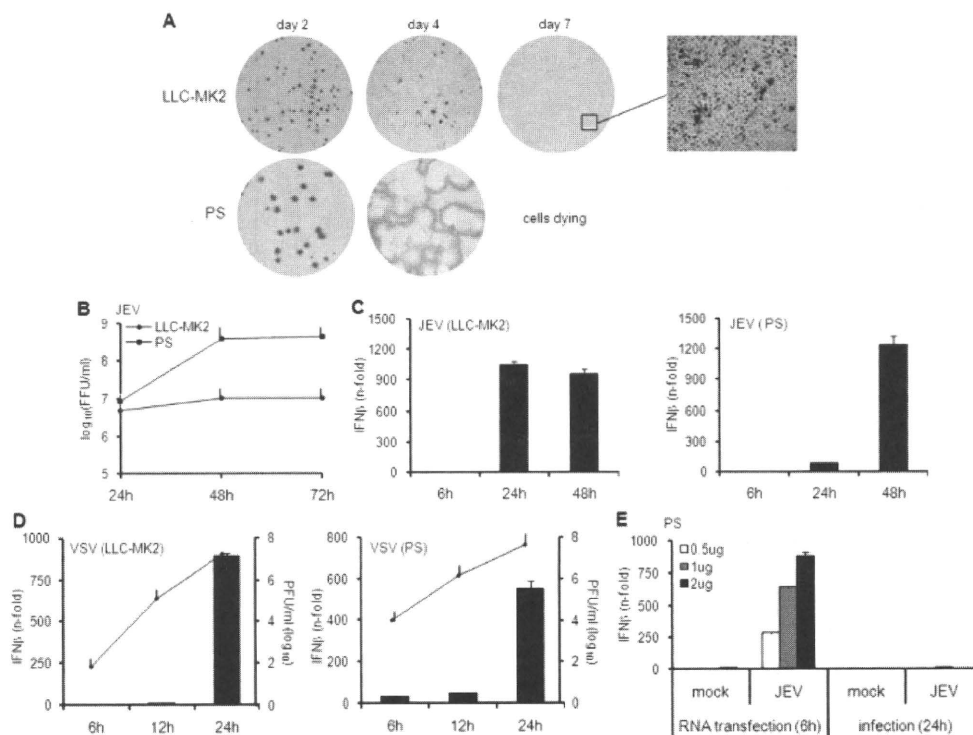 A
day 2
day 4
day 7
LLC-MK2
PS
cells dying
B
JEV
LLC-MK2
PS
9
8
7
6
5
log₁₀(FFU/ml)
24h
48h
72h
C
JEV (LLC-MK2)
1500
1200
900
600
300
0
IFNβ (n-fold)
6h
24h
48h
JEV (PS)
1500
1200
900
600
300
0
IFNβ (n-fold)
6h
24h
48h
D
VSV (LLC-MK2)
1000
750
500
250
0
IFNβ (n-fold)
8
6
4
2
0
PFU/ml (log₁₀)
6h
12h
24h
VSV (PS)
800
600
400
200
0
IFNβ (n-fold)
8
6
4
2
0
PFU/ml (log₁₀)
6h
12h
24h
E
PS
0.5ug
1ug
2ug
1000
750
500
250
0
IFNβ (n-fold)
mock
JEV
mock
JEV
RNA transfection (6h)
infection (24h)